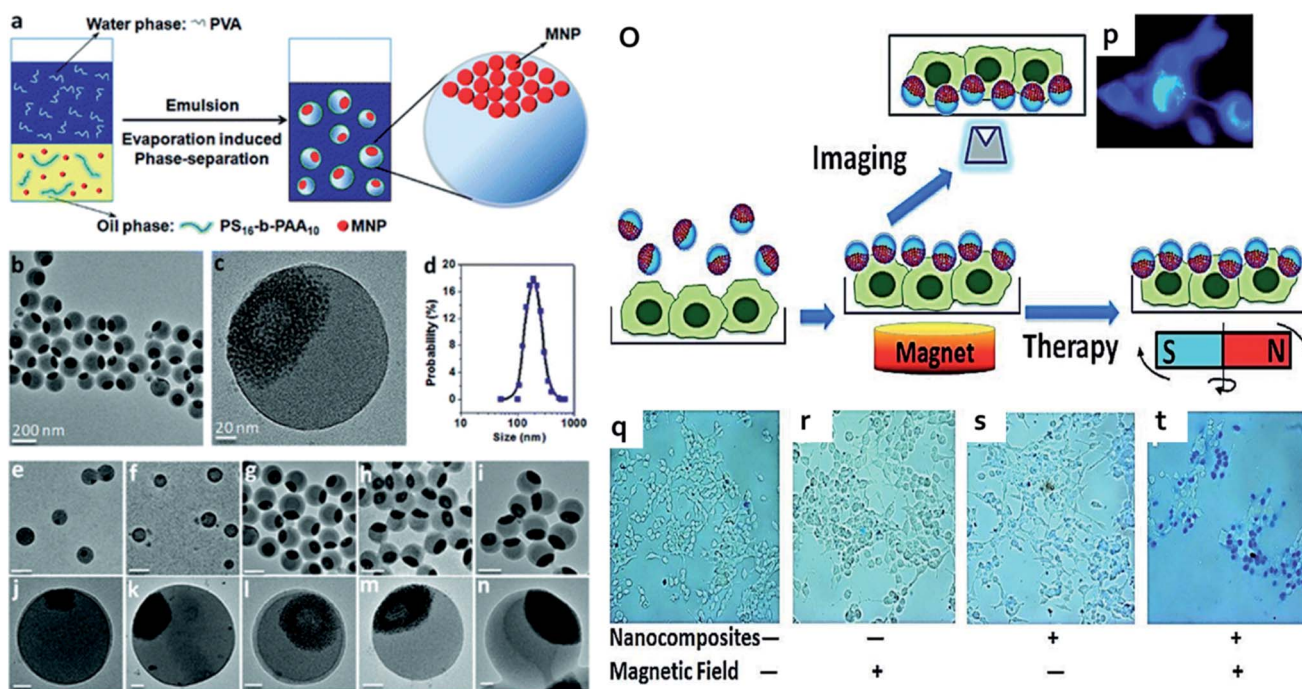 a
Water phase: PVA
Emulsion
Evaporation induced
Phase-separation
MNP
Oil phase: PS16-b-PAA10 MNP
b
200 nm
c
20 nm
d
Probability (%)
20
16
12
8
4
0
10 100 1000
Size (nm)
e
f
g
h
i
j
k
l
m
n
O
p
Imaging
Magnet
Therapy
S N
q
r
s
t
Nanocomposites — — + +
Magnetic Field — + — +